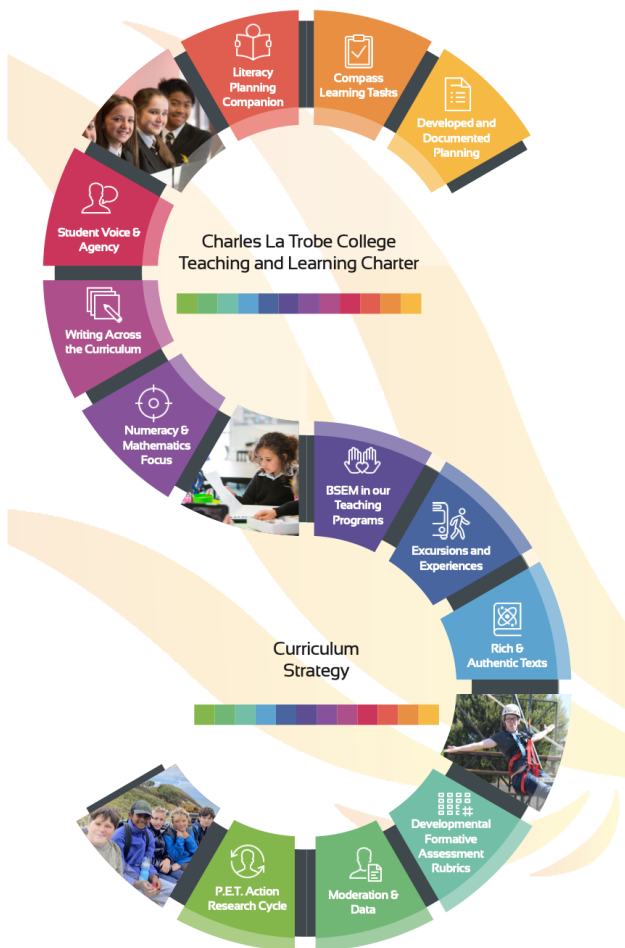 Literacy
Planning
Companion
Compass
Learning Tasks
Developed and
Documented
Planning
Student Voice &
Agency
Charles La Trobe College
Teaching and Learning Charter
Writing Across
the Curriculum
Numeracy &
Mathematics
Focus
BSEM in our
Teaching
Programs
Excursions and
Experiences
Rich &
Authentic Texts
Curriculum
Strategy
Developmental
Formative
Assessment
Rubrics
P.E.T. Action
Research Cycle
Moderation &
Data